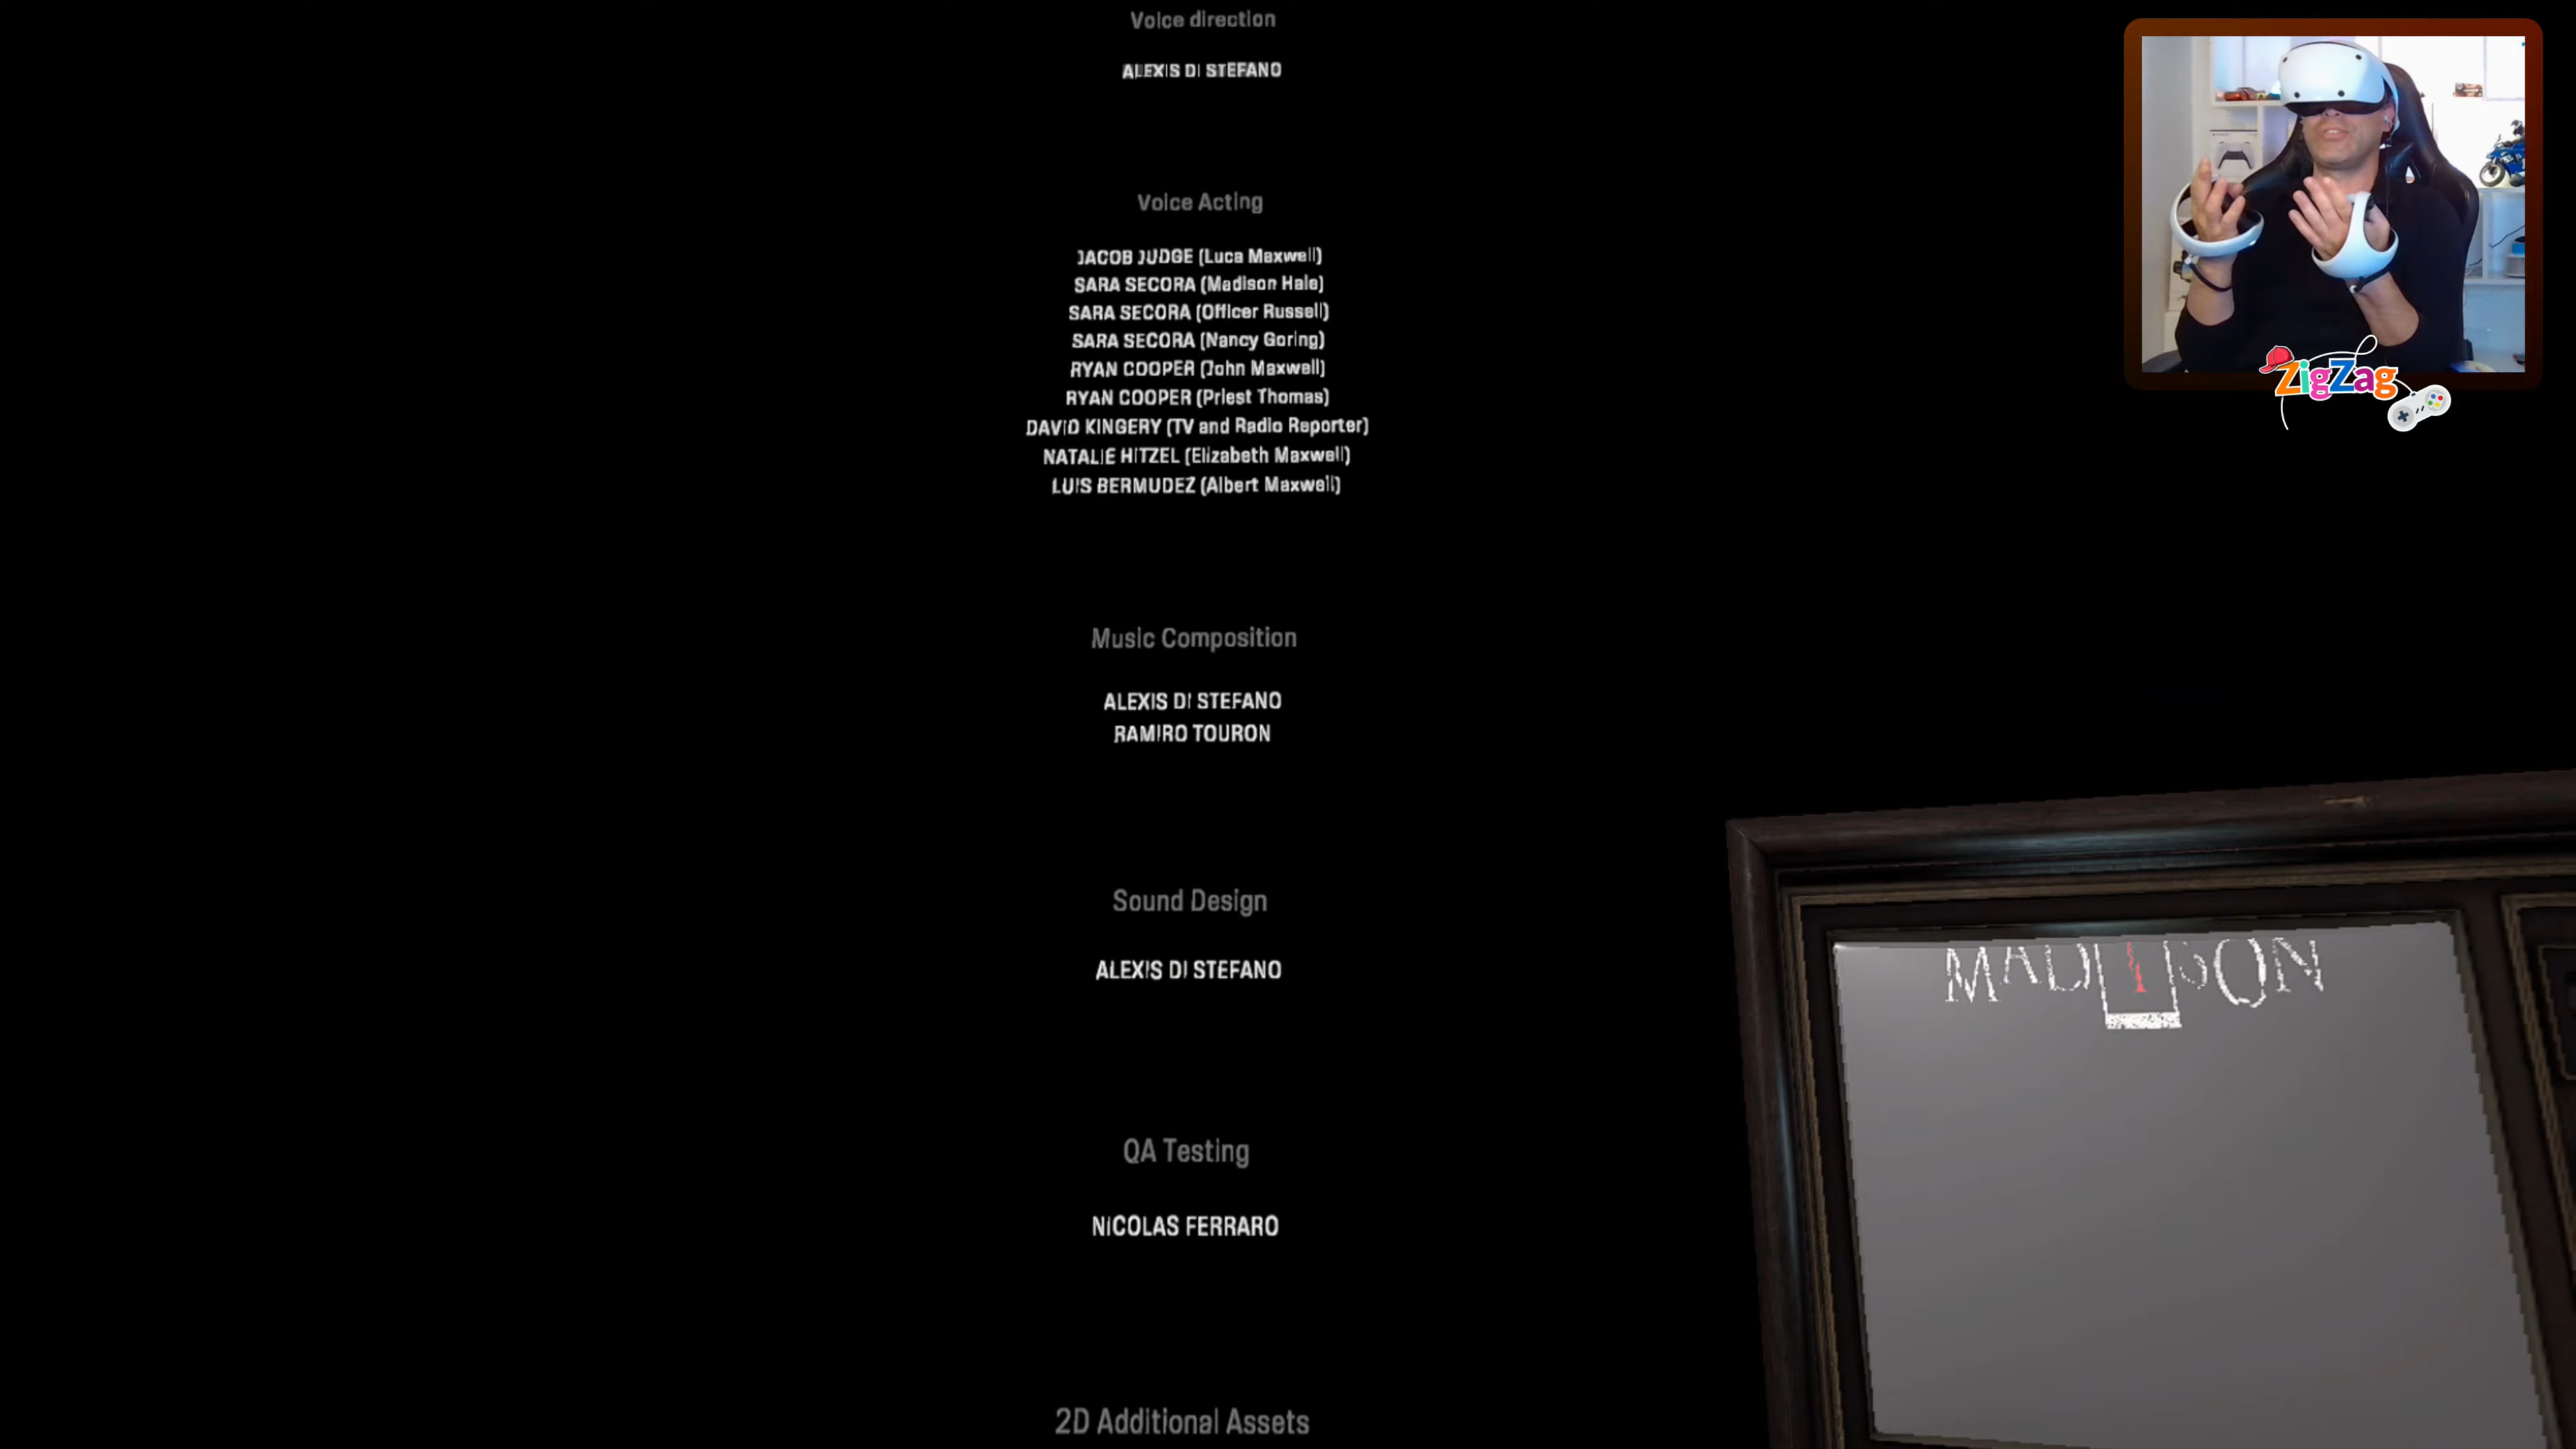 Voice direction
ALEXIS DI STEFANO
Voice Acting
JACOB JUDGE (Luca Maxwell)
SARA SECORA (Madison Hale)
SARA SECORA (Officer Russell)
SARA SECORA (Nancy Goring)
RYAN COOPER (John Maxwell)
RYAN COOPER (Priest Thomas)
DAVID KINGERY (TV and Radio Reporter)
NATALIE HITZEL (Elizabeth Maxwell)
LUIS BERMUDEZ (Albert Maxwell)
Music Composition
ALEXIS DI STEFANO
RAMIRO TOURON
Sound Design
ALEXIS DI STEFANO
QA Testing
NICOLAS FERRARO
2D Additional Assets
ZigZag
MADISON